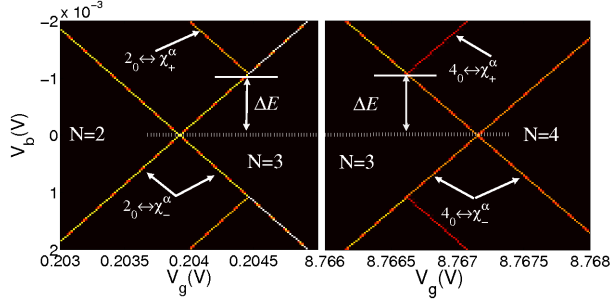 -2 x 10⁻³
-1
0
1
2
V_b(V)
2₀↔χ₊^α
ΔE
N=2
N=3
2₀↔χ₋^α
0.203 0.2035 0.204 0.2045
V_g(V)
4₀↔χ₊^α
ΔE
N=4
N=3
4₀↔χ₋^α
8.766 8.7665 8.767 8.7675 8.768
V_g(V)